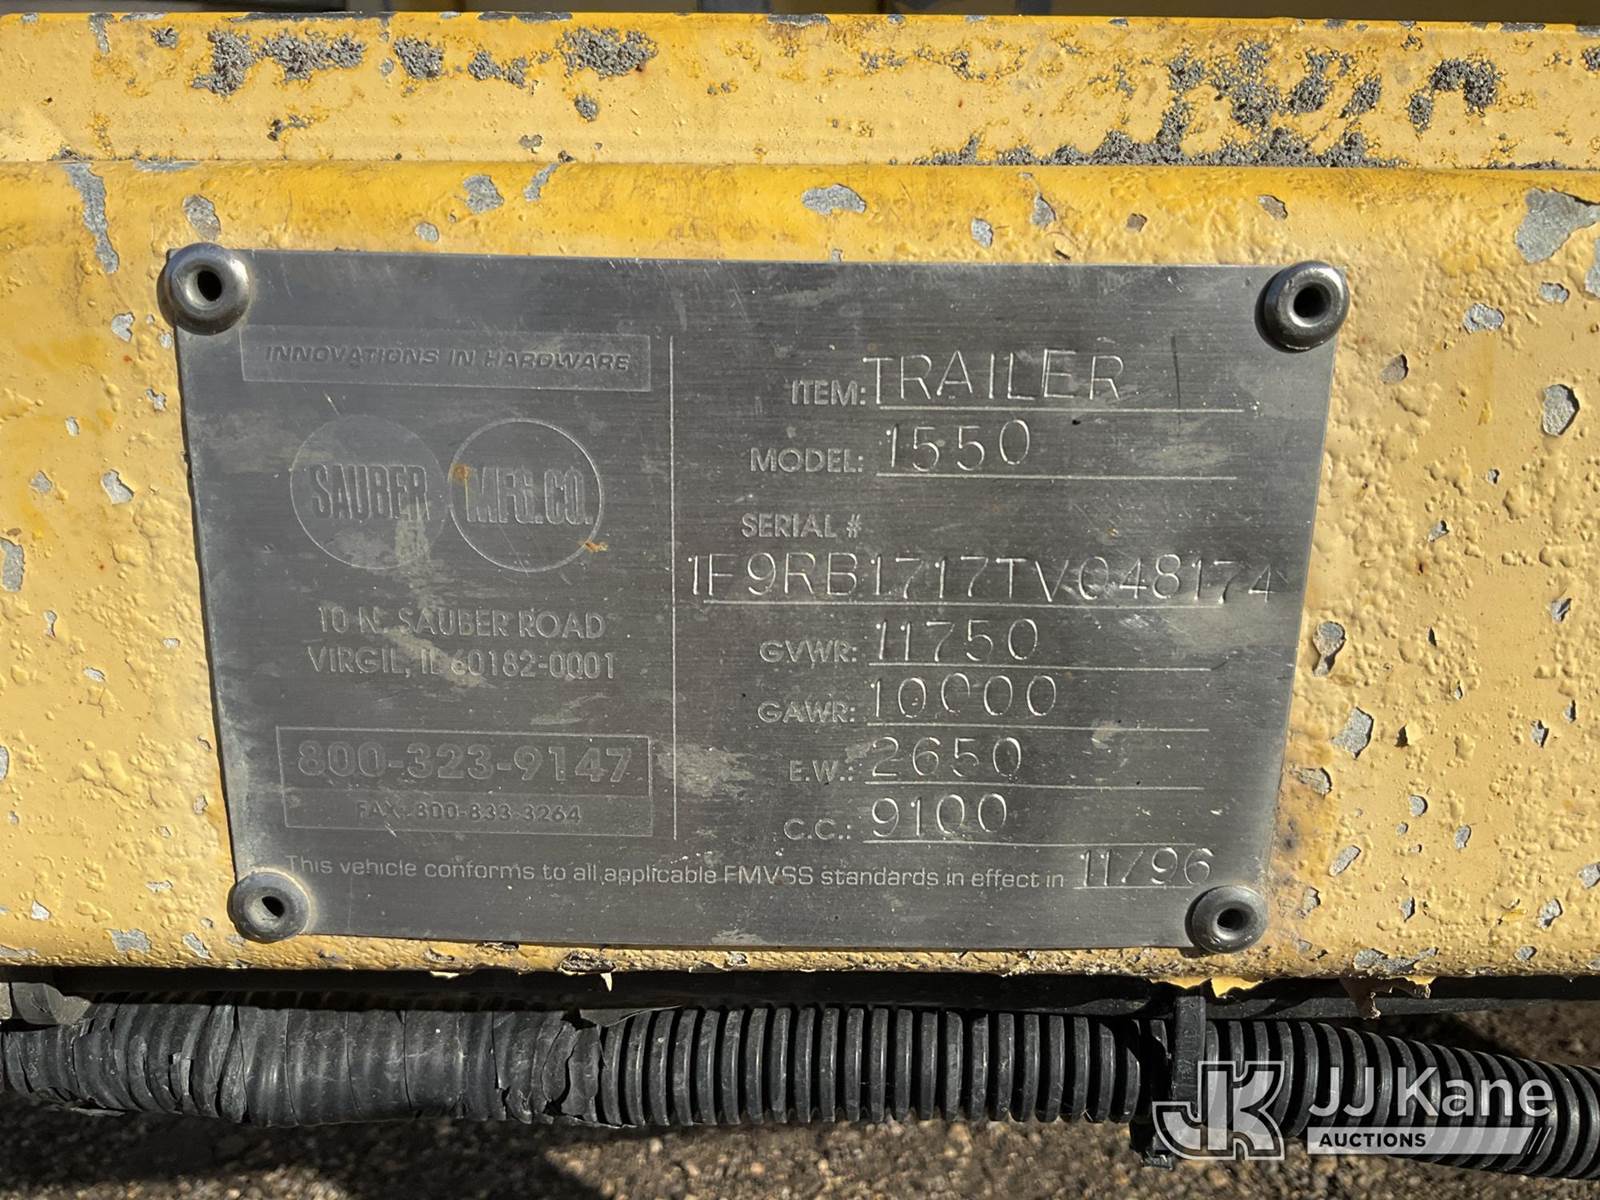 INNOVATIONS IN HARDWARE
SAUBER MFG.CO.
10 N. SAUBER ROAD
VIRGIL, IL 60182-0001
800-323-9147
FAX: 800-833-3264
ITEM: TRAILER
MODEL: 1550
SERIAL #
1F9RB1717TV048174
GVWR: 11750
GAWR: 10000
E.W.: 2650
C.C.: 9100
This vehicle conforms to all applicable FMVSS standards in effect in 11/96
JK JJ Kane
AUCTIONS